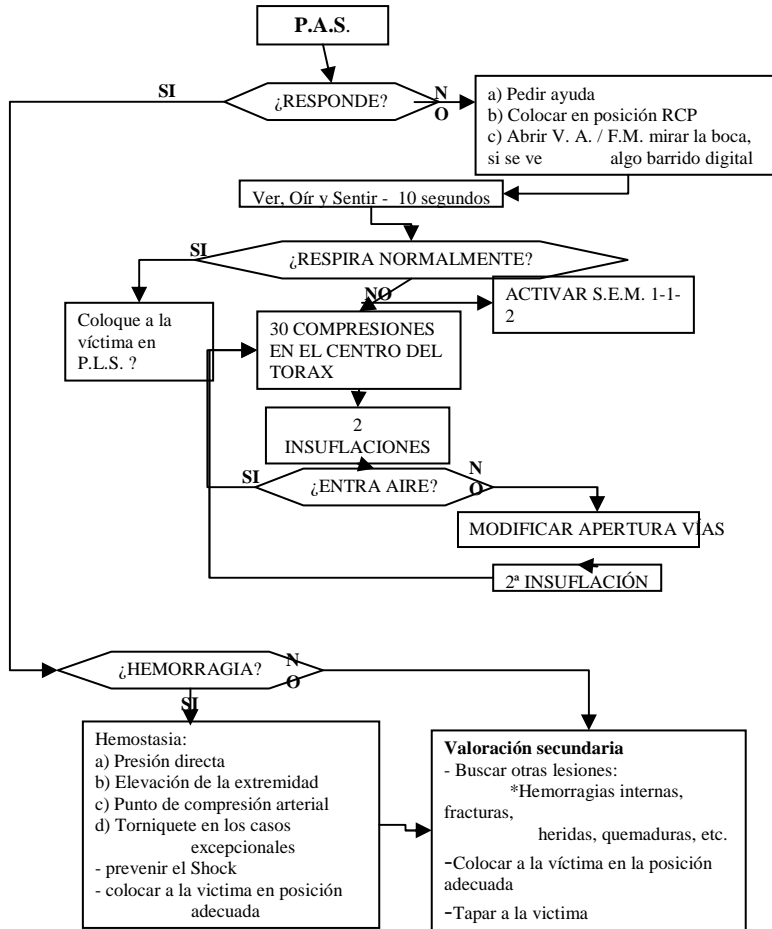 P.A.S.
SI
¿RESPONDE?
N
O
a) Pedir ayuda
b) Colocar en posición RCP
c) Abrir V. A. / F.M. mirar la boca,
si se ve algo barrido digital
Ver, Oír y Sentir - 10 segundos
SI
¿RESPIRA NORMALMENTE?
NO
ACTIVAR S.E.M. 1-1-
2
Coloque a la
víctima en
P.L.S. ?
30 COMPRESIONES
EN EL CENTRO DEL
TORAX
2
INSUFLACIONES
SI
¿ENTRA AIRE?
N
O
MODIFICAR APERTURA VÍAS
2ª INSUFLACIÓN
¿HEMORRAGIA?
N
O
SI
Hemostasia:
a) Presión directa
b) Elevación de la extremidad
c) Punto de compresión arterial
d) Torniquete en los casos
excepcionales
- prevenir el Shock
- colocar a la victima en posición
adecuada
Valoración secundaria
- Buscar otras lesiones:
*Hemorragias internas,
fracturas,
heridas, quemaduras, etc.
-Colocar a la víctima en la posición
adecuada
-Tapar a la victima